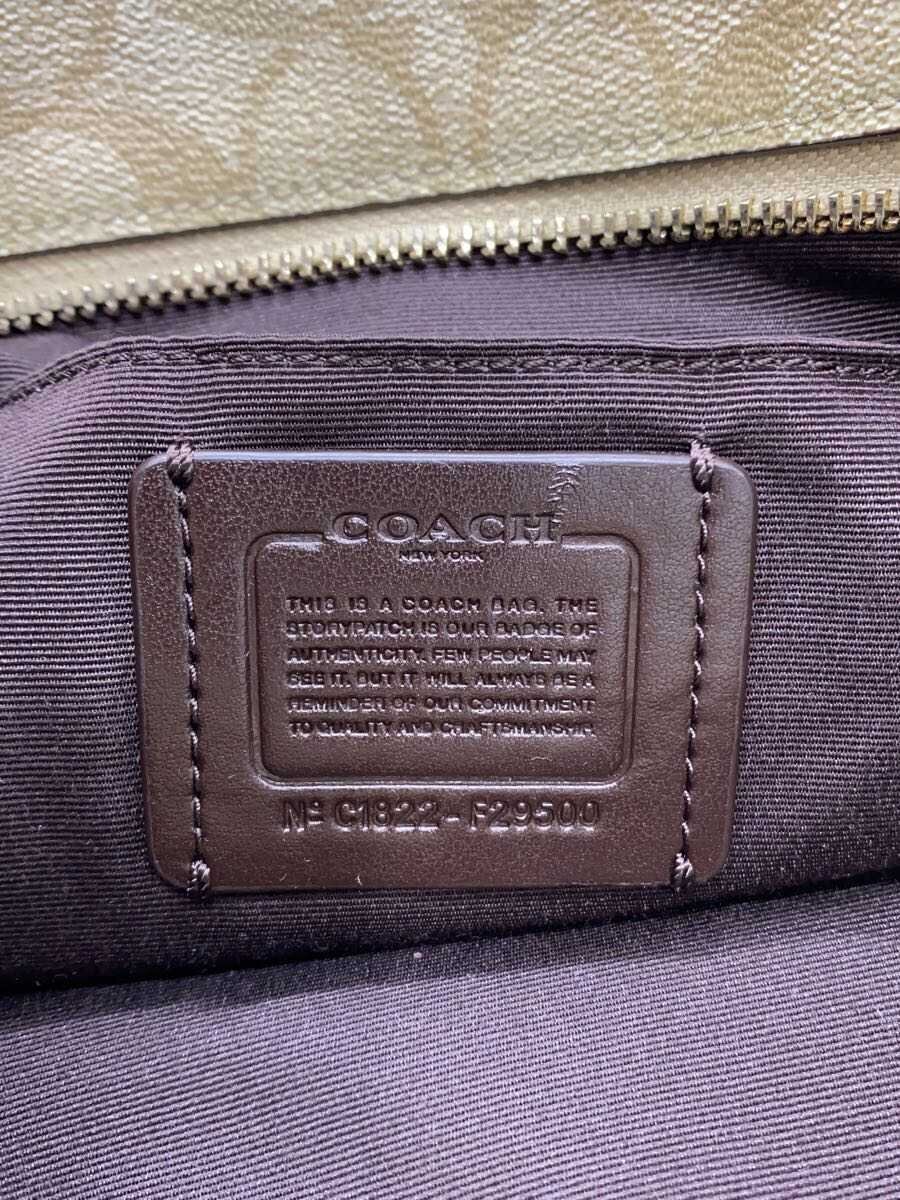 COACH
NEW YORK
THIS IS A COACH BAG. THE
STORYPATCH IS OUR BADGE OF
AUTHENTICITY. FEW PEOPLE MAY
SEE IT. BUT IT WILL ALWAYS BE A
REMINDER OF OUR COMMITMENT
TO QUALITY AND CRAFTSMANSHIP.
Nº C1822-F29500